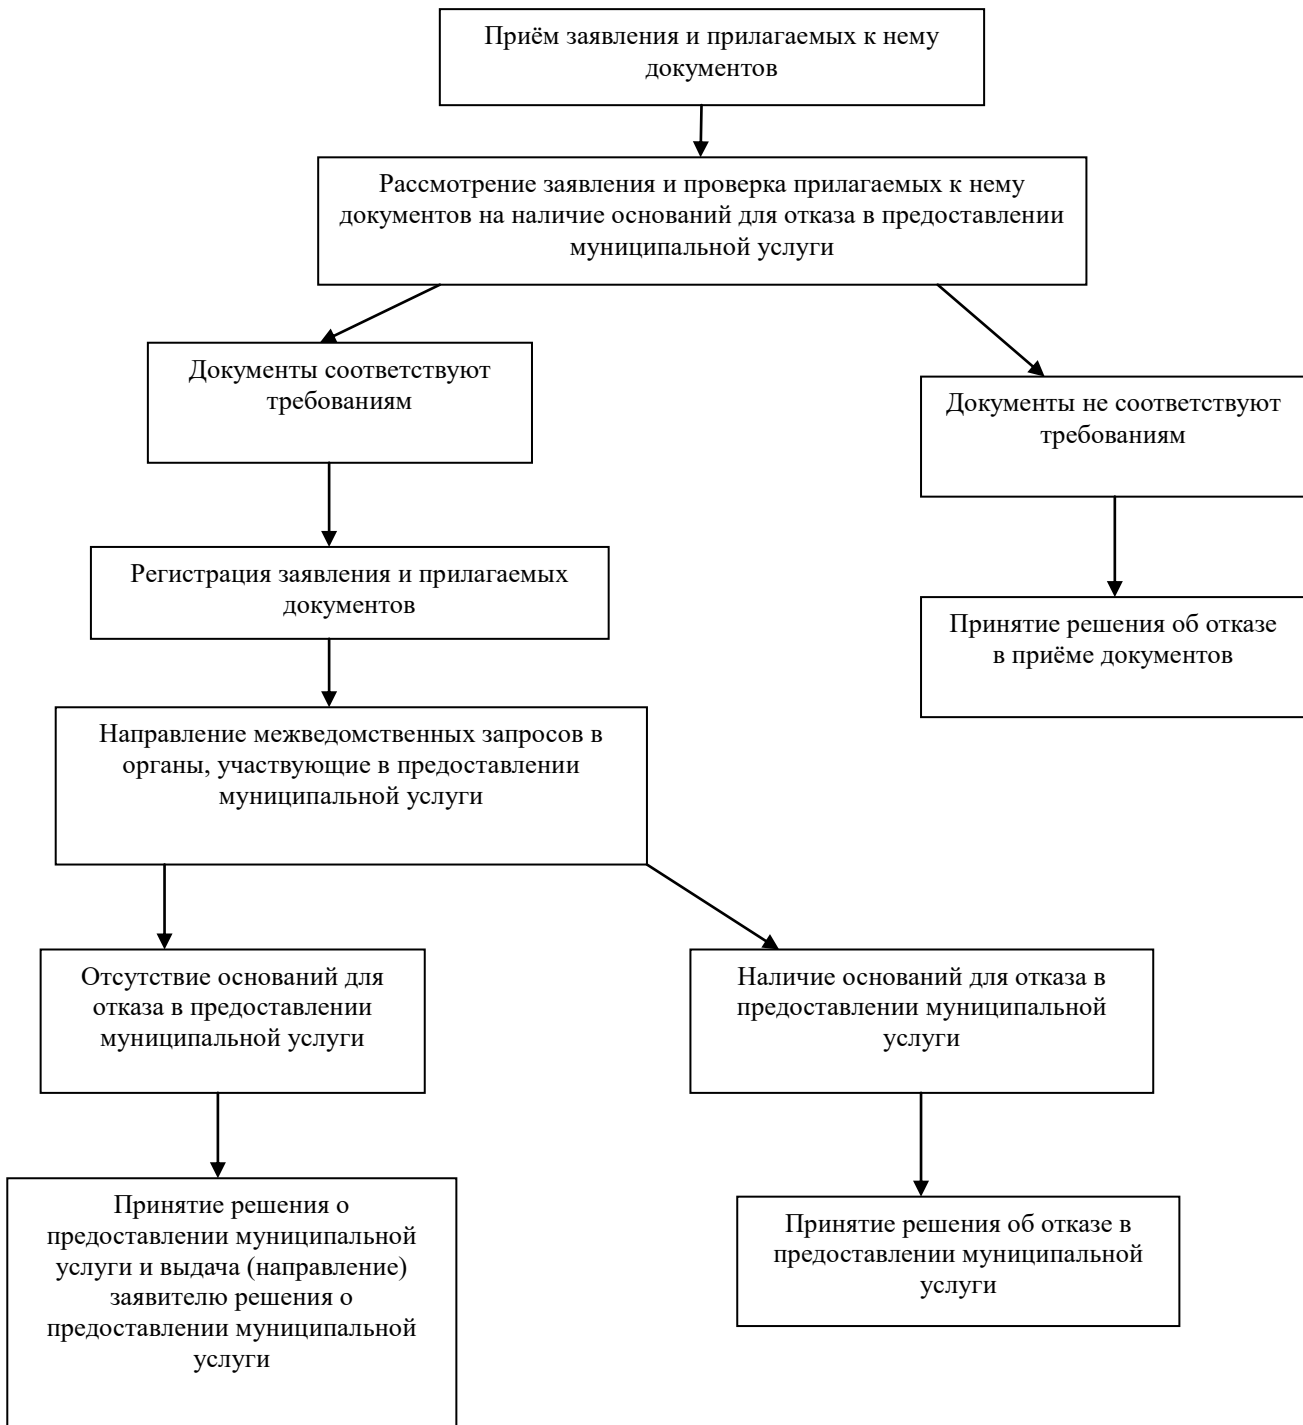 Приём заявления и прилагаемых к нему
документов
Рассмотрение заявления и проверка прилагаемых к нему
документов на наличие оснований для отказа в предоставлении
муниципальной услуги
Документы соответствуют
требованиям
Документы не соответствуют
требованиям
Регистрация заявления и прилагаемых
документов
Принятие решения об отказе
в приёме документов
Направление межведомственных запросов в
органы, участвующие в предоставлении
муниципальной услуги
Отсутствие оснований для
отказа в предоставлении
муниципальной услуги
Наличие оснований для отказа в
предоставлении муниципальной
услуги
Принятие решения о
предоставлении муниципальной
услуги и выдача (направление)
заявителю решения о
предоставлении муниципальной
услуги
Принятие решения об отказе в
предоставлении муниципальной
услуги